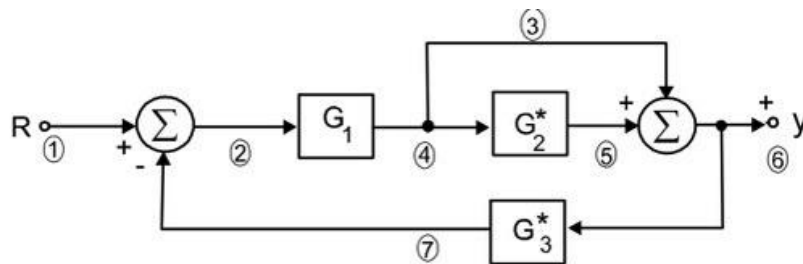 ③
R
①
+
-
Σ
②
G₁
④
G₂*
+
⑤
Σ
+
y
⑥
G₃*
⑦